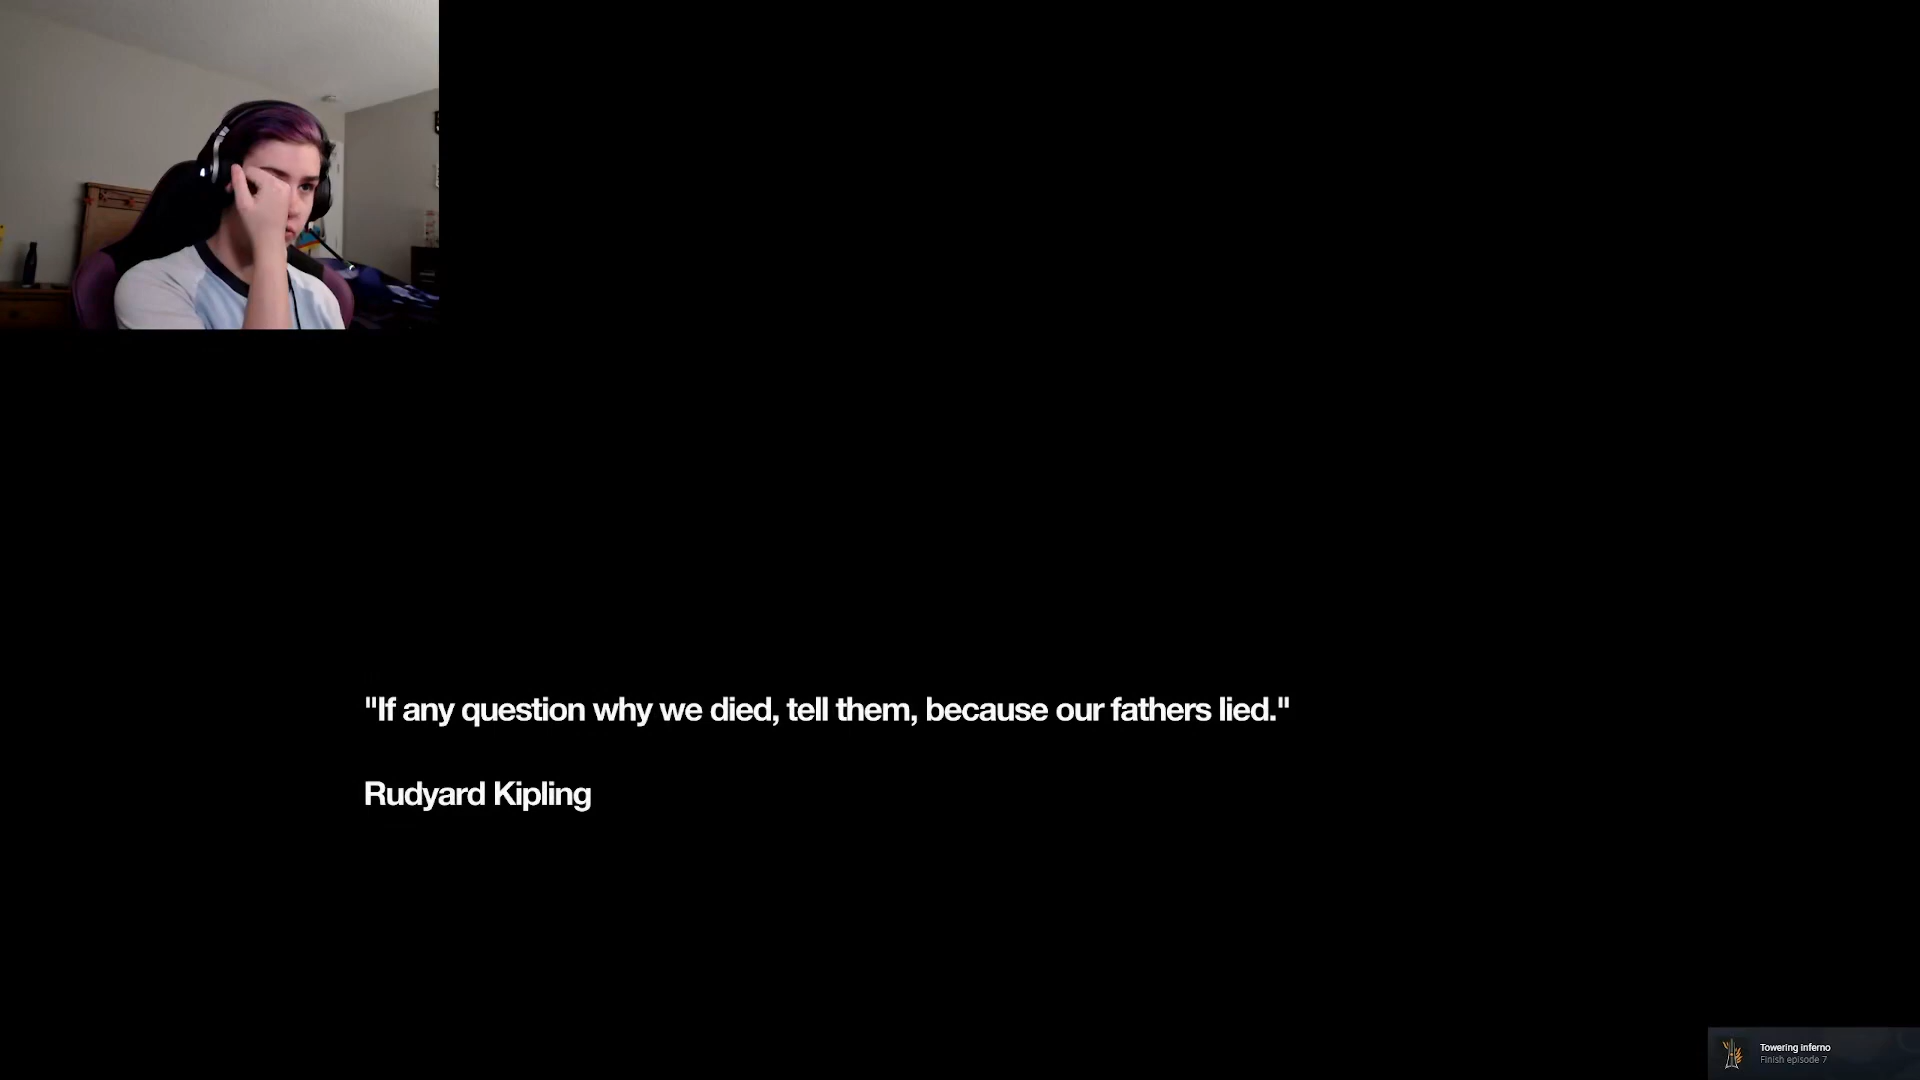 "If any question why we died, tell them, because our fathers lied."
Rudyard Kipling
Towering Inferno
Finish episode 7